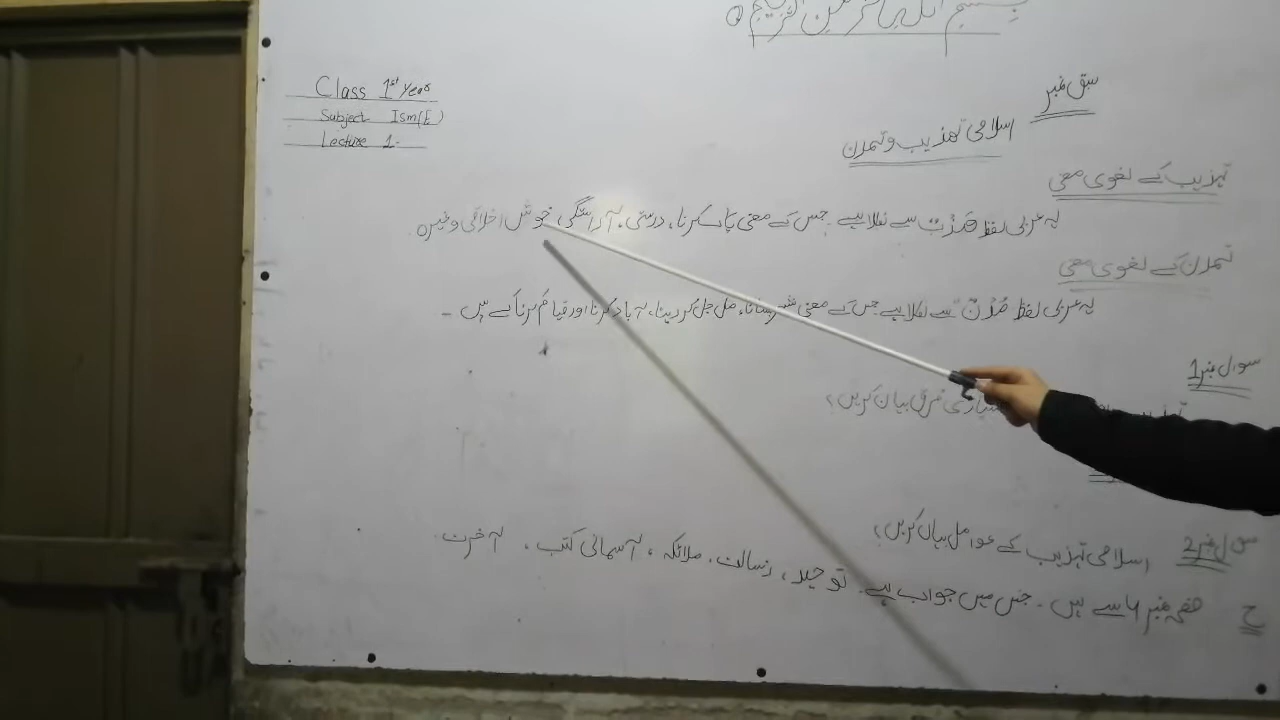 بسم اللہ الرحمٰن الرحیم
Class 1st Year
Subject Ism(E)
Lecture 1.
سبق نمبر
اسلامی تہذیب و تمدن
تہذیب کے لغوی معنی
یہ عربی لفظ سے نکلا ہے جس کے معنی پاک کرنا، درستی، آراستگی خوش اخلاقی وغیرہ
تمدن کے لغوی معنی
یہ عربی لفظ مُدُنٌ سے نکلا ہے جس کے معنی شہر بسانا، مل جل کر رہنا، آباد کرنا اور قیام کرنا کے ہیں ۔
سوال نمبر 1
فرق بیان کریں؟
سوال نمبر 2
اسلامی تہذیب کے عوامل بیان کریں؟
ج
صفحہ نمبر سے ہیں ۔ جس میں جواب ہے۔ توحید، رسالت، ملائکہ، آسمانی کتب، آخرت